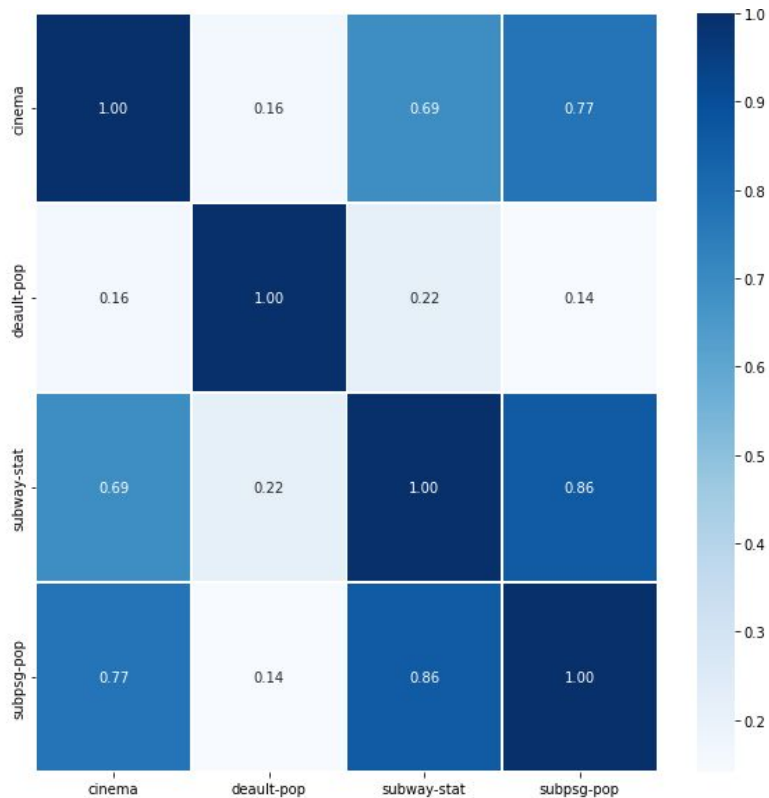 1.0
cinema 1.00 0.16 0.69 0.77
0.9
0.8
deault-pop 0.16 1.00 0.22 0.14
0.7
0.6
subway-stat 0.69 0.22 1.00 0.86
0.5
0.4
0.3
subpsg-pop 0.77 0.14 0.86 1.00
0.2
cinema deault-pop subway-stat subpsg-pop